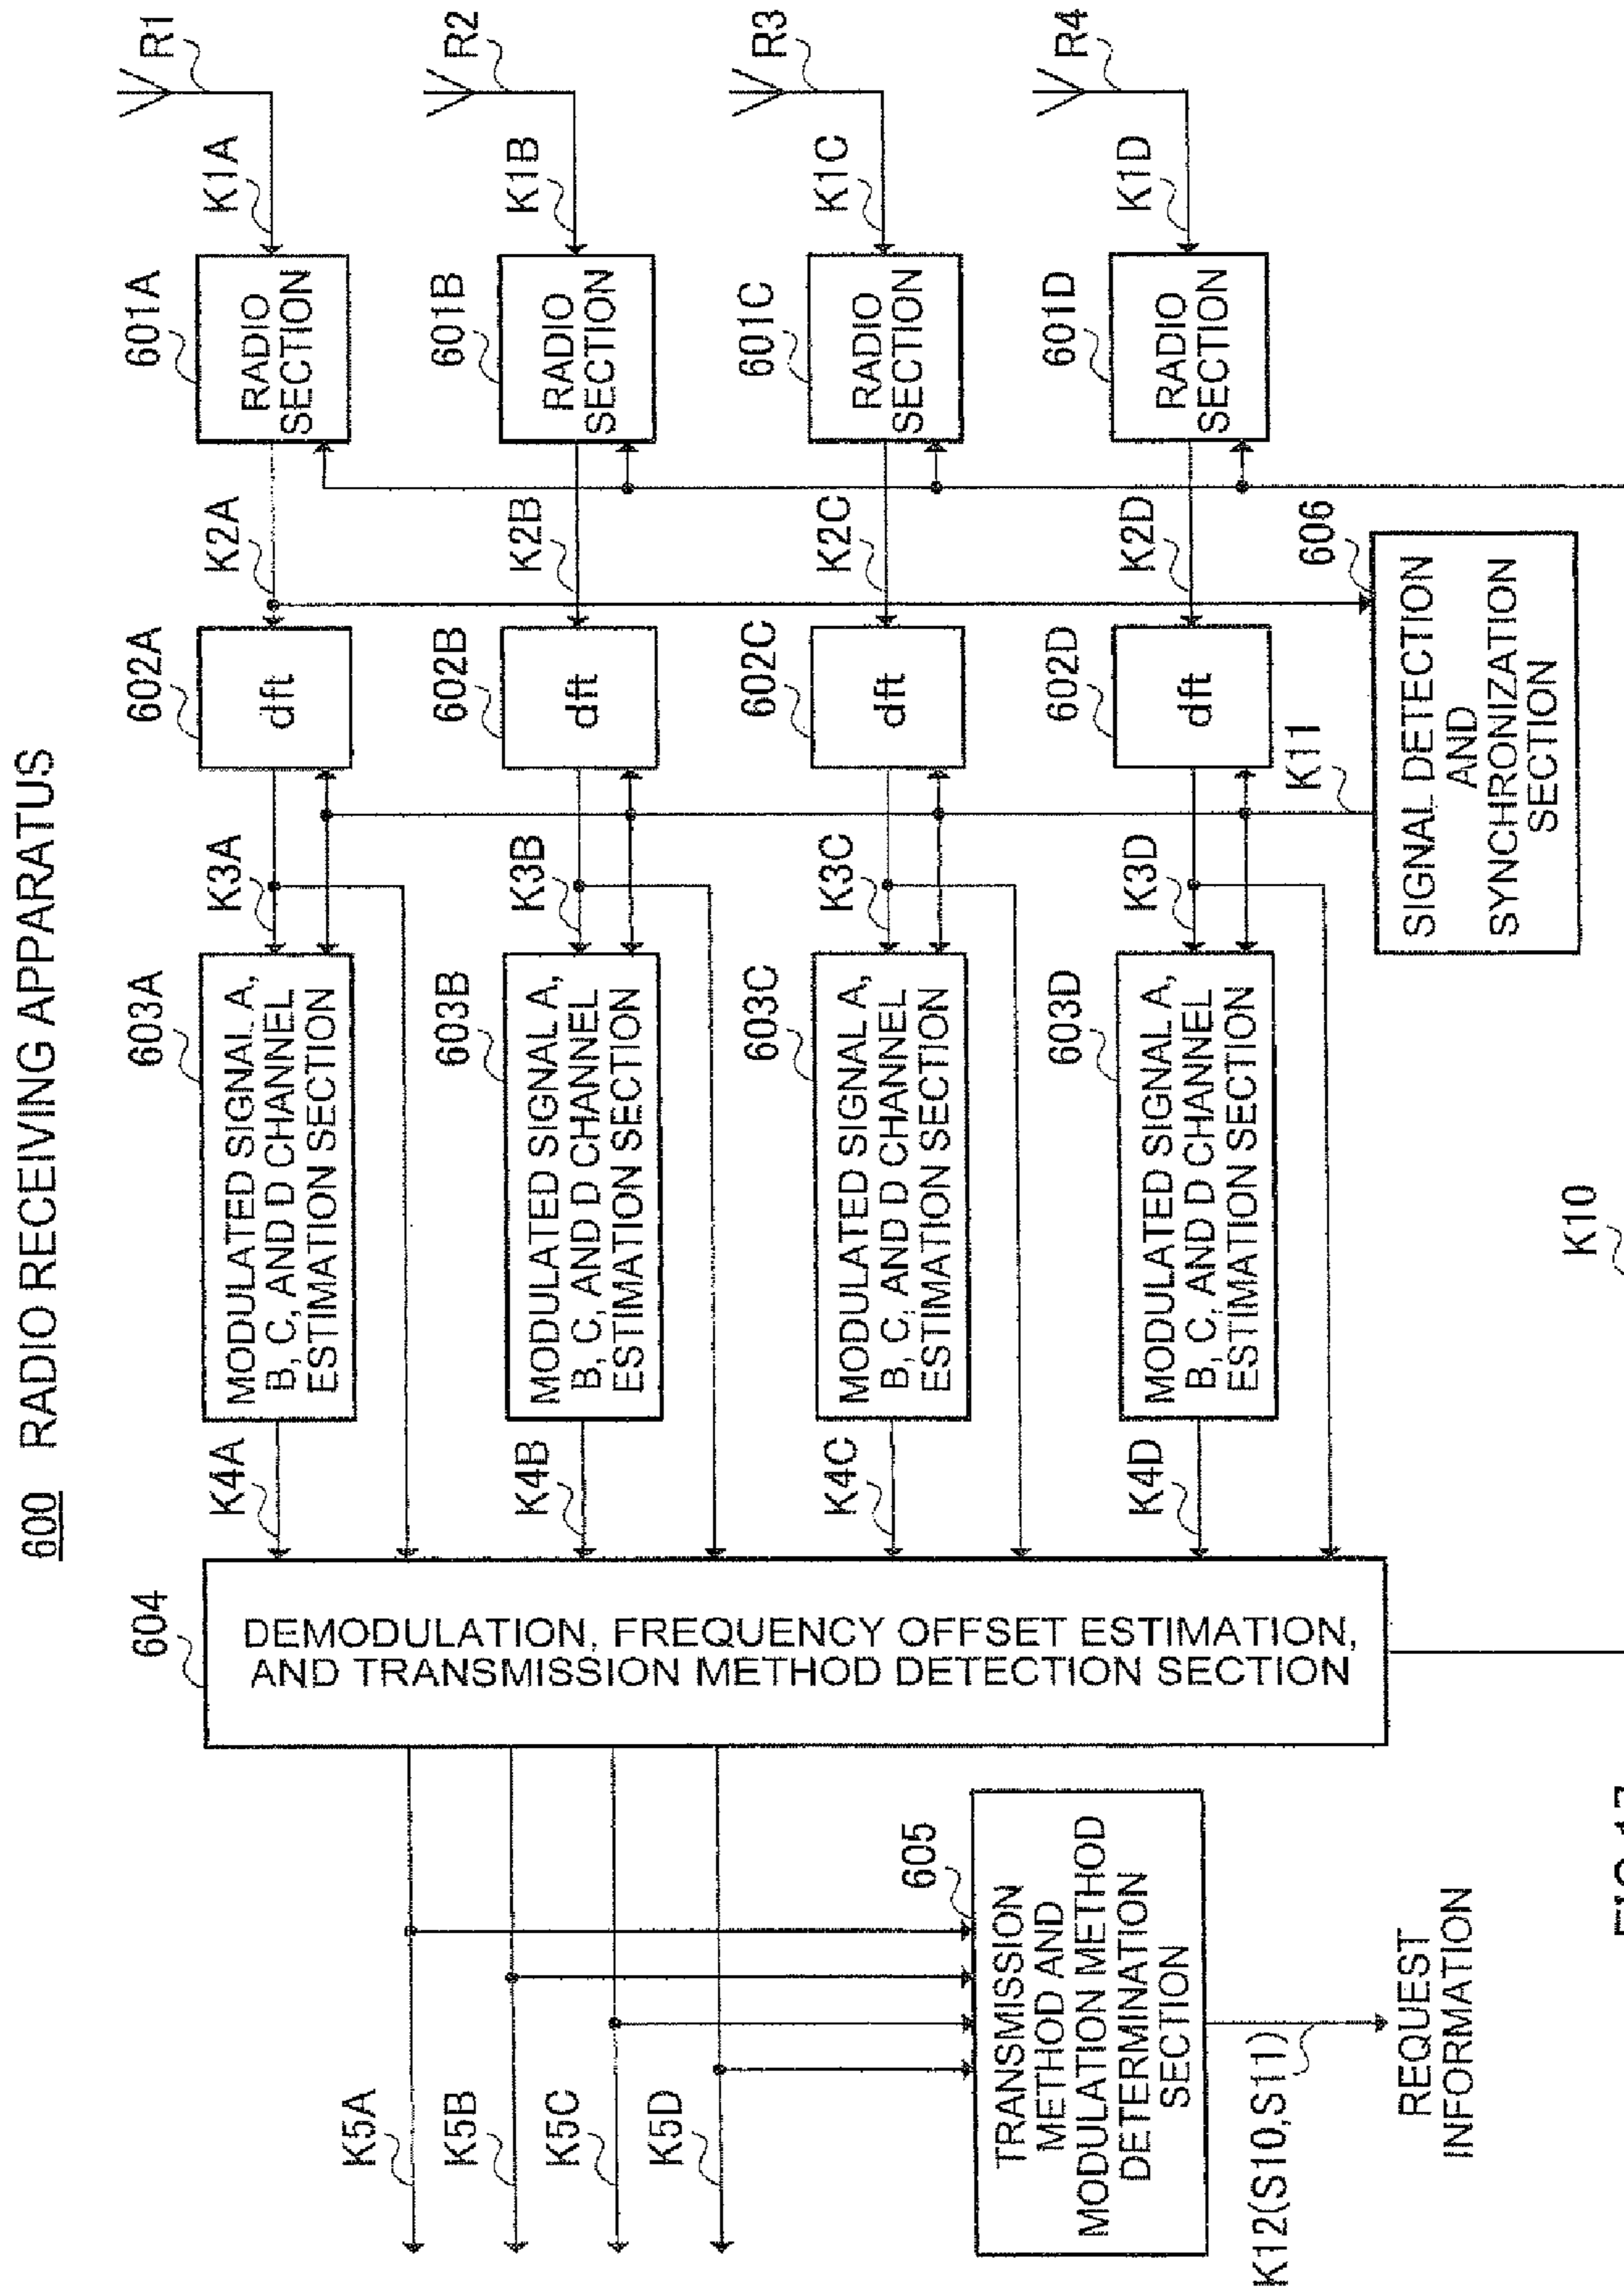 600 RADIO RECEIVING APPARATUS
R1
K1A
601A
RADIO
SECTION
K2A
602A
dft
K3A
603A
MODULATED SIGNAL A,
B, C, AND D CHANNEL
ESTIMATION SECTION
K4A
R2
K1B
601B
RADIO
SECTION
K2B
602B
dft
K3B
603B
MODULATED SIGNAL A,
B, C, AND D CHANNEL
ESTIMATION SECTION
K4B
R3
K1C
601C
RADIO
SECTION
K2C
602C
dft
K3C
603C
MODULATED SIGNAL A,
B, C, AND D CHANNEL
ESTIMATION SECTION
K4C
R4
K1D
601D
RADIO
SECTION
K2D
602D
dft
K3D
603D
MODULATED SIGNAL A,
B, C, AND D CHANNEL
ESTIMATION SECTION
K4D
606
SIGNAL DETECTION
AND
SYNCHRONIZATION
SECTION
K11
K10
604
DEMODULATION, FREQUENCY OFFSET ESTIMATION,
AND TRANSMISSION METHOD DETECTION SECTION
K5A
K5B
K5C
K5D
605
TRANSMISSION
METHOD AND
MODULATION METHOD
DETERMINATION
SECTION
K12(S10,S11)
REQUEST
INFORMATION